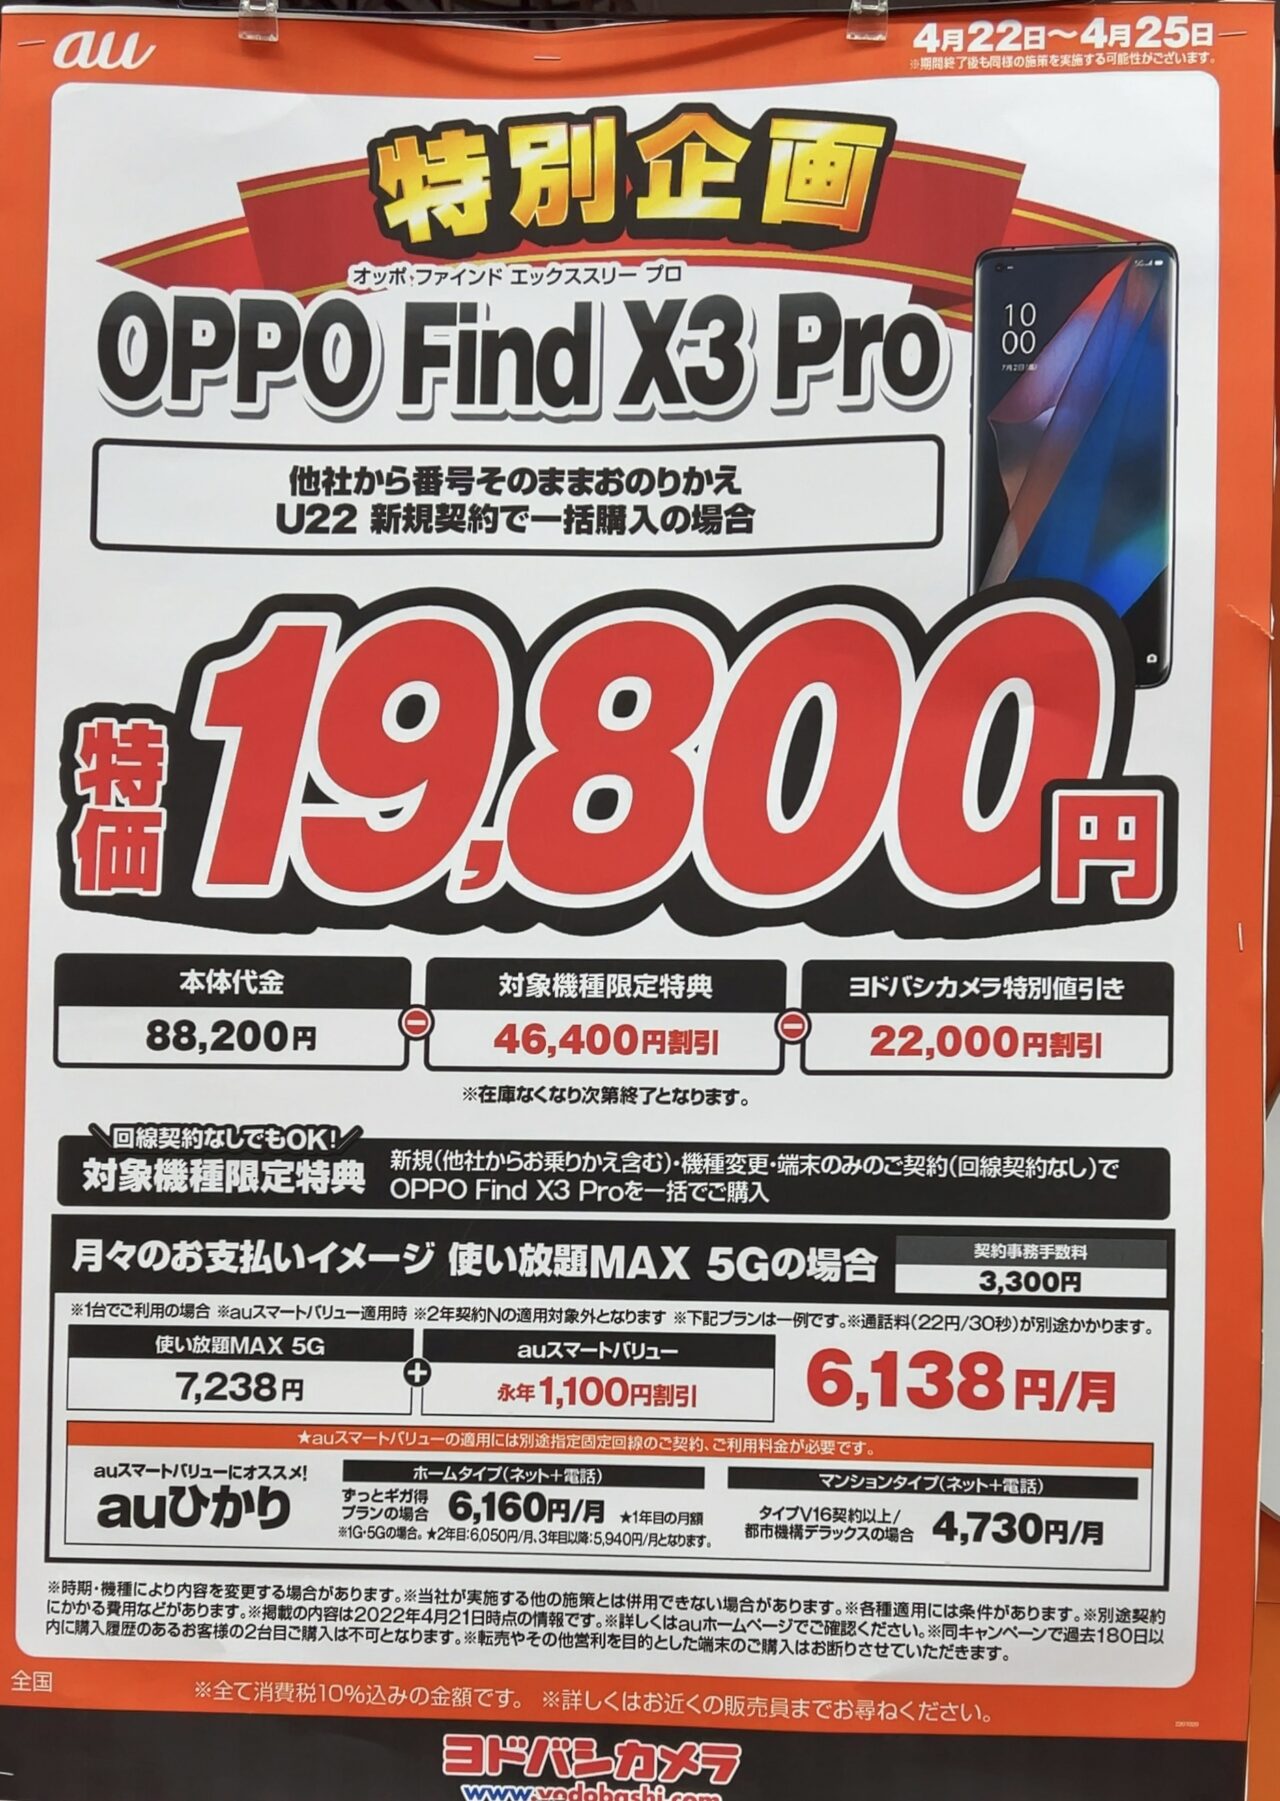 au
4月22日～4月25日
※期間終了後も同様の施策を実施する可能性がございます。
特別企画
オッポ ファインド エックススリー プロ
OPPO Find X3 Pro
10
00
他社から番号そのままおのりかえ
U22 新規契約で一括購入の場合
特価 19,800円
本体代金
88,200円
対象機種限定特典
46,400円割引
ヨドバシカメラ特別値引き
22,000円割引
※在庫なくなり次第終了となります。
回線契約なしでもOK!
対象機種限定特典
新規(他社からお乗りかえ含む)・機種変更・端末のみのご契約(回線契約なし)で
OPPO Find X3 Proを一括でご購入
月々のお支払いイメージ 使い放題MAX 5Gの場合
契約事務手数料
3,300円
※1台でご利用の場合 ※auスマートバリュー適用時 ※2年契約Nの適用対象外となります ※下記プランは一例です。※通話料(22円/30秒)が別途かかります。
使い放題MAX 5G
7,238円
auスマートバリュー
永年1,100円割引
6,138円/月
★auスマートバリューの適用には別途指定固定回線のご契約、ご利用料金が必要です。
auスマートバリューにオススメ!
auひかり
ホームタイプ(ネット+電話)
ずっとギガ得
プランの場合
6,160円/月 ★1年目の月額
※1G・5Gの場合。★2年目:6,050円/月、3年目以降:5,940円/月となります。
マンションタイプ(ネット+電話)
タイプV16契約以上/
都市機構デラックスの場合
4,730円/月
※時期・機種により内容を変更する場合があります。※当社が実施する他の施策とは併用できない場合があります。※各種適用には条件があります。※別途契約
にかかる費用などがあります。※掲載の内容は2022年4月21日時点の情報です。※詳しくはauホームページでご確認ください。※同キャンペーンで過去180日以
内に購入履歴のあるお客様の2台目ご購入は不可となります。※転売やその他営利を目的とした端末のご購入はお断りさせていただきます。
全国
※全て消費税10%込みの金額です。 ※詳しくはお近くの販売員までお尋ねください。
ヨドバシカメラ
www.yodobashi.com